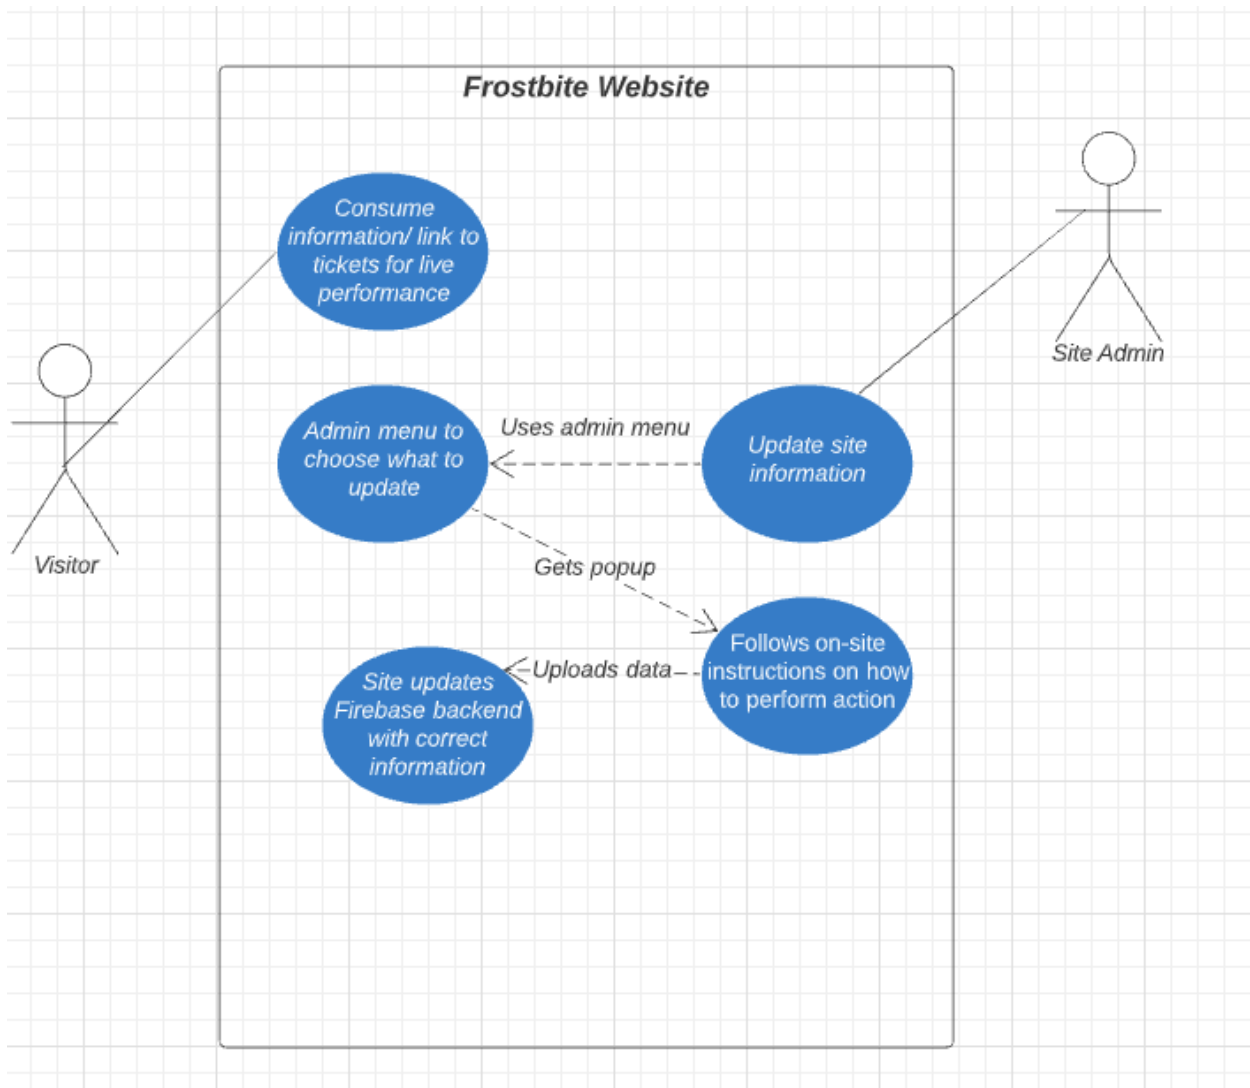 Frostbite Website
Consume
information/ link to
tickets for live
performance
Site Admin
Visitor
Admin menu to
choose what to
update
Uses admin menu
Update site
information
Gets popup
Follows on-site
instructions on how
to perform action
Uploads data
Site updates
Firebase backend
with correct
information